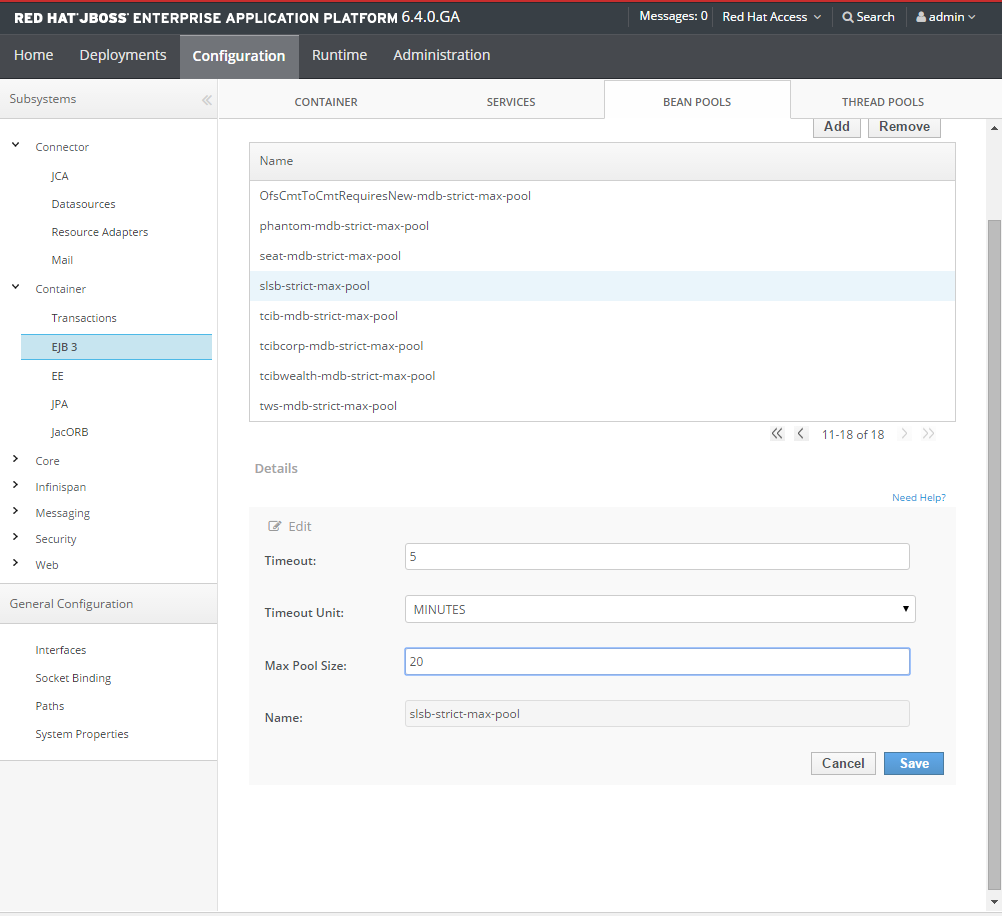 RED HAT JBOSS ENTERPRISE APPLICATION PLATFORM 6.4.0.GA
Messages: 0
Red Hat Access
Search
admin
Home
Deployments
Configuration
Runtime
Administration
Subsystems
Connector
JCA
Datasources
Resource Adapters
Mail
Container
Transactions
EJB 3
EE
JPA
JacORB
Core
Infinispan
Messaging
Security
Web
General Configuration
Interfaces
Socket Binding
Paths
System Properties
CONTAINER
SERVICES
BEAN POOLS
THREAD POOLS
Add
Remove
Name
OfsCmtToCmtRequiresNew-mdb-strict-max-pool
phantom-mdb-strict-max-pool
seat-mdb-strict-max-pool
slsb-strict-max-pool
tcib-mdb-strict-max-pool
tcibcorp-mdb-strict-max-pool
tcibwealth-mdb-strict-max-pool
tws-mdb-strict-max-pool
11-18 of 18
Details
Need Help?
Edit
Timeout: 5
Timeout Unit: MINUTES
Max Pool Size: 20
Name: slsb-strict-max-pool
Cancel
Save